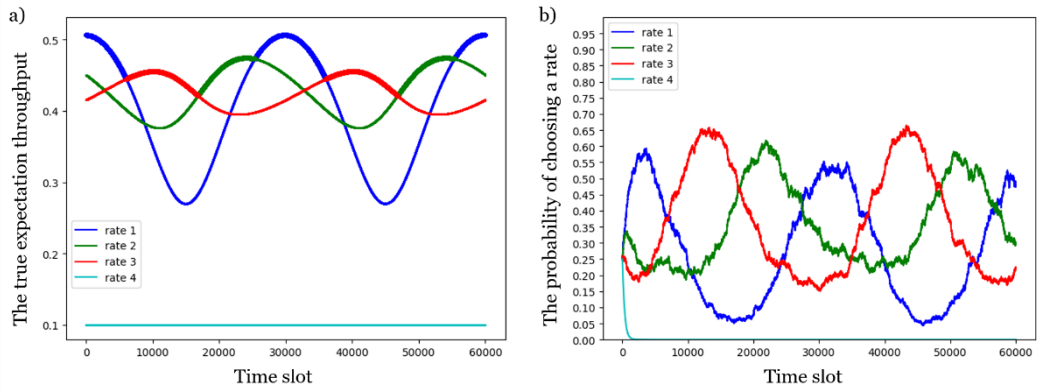 a)
The true expectation throughput
0.5
0.4
0.3
0.2
0.1
rate 1
rate 2
rate 3
rate 4
0 10000 20000 30000 40000 50000 60000
Time slot
b)
The probability of choosing a rate
0.95
0.90
0.85
0.80
0.75
0.70
0.65
0.60
0.55
0.50
0.45
0.40
0.35
0.30
0.25
0.20
0.15
0.10
0.05
0.00
rate 1
rate 2
rate 3
rate 4
0 10000 20000 30000 40000 50000 60000
Time slot